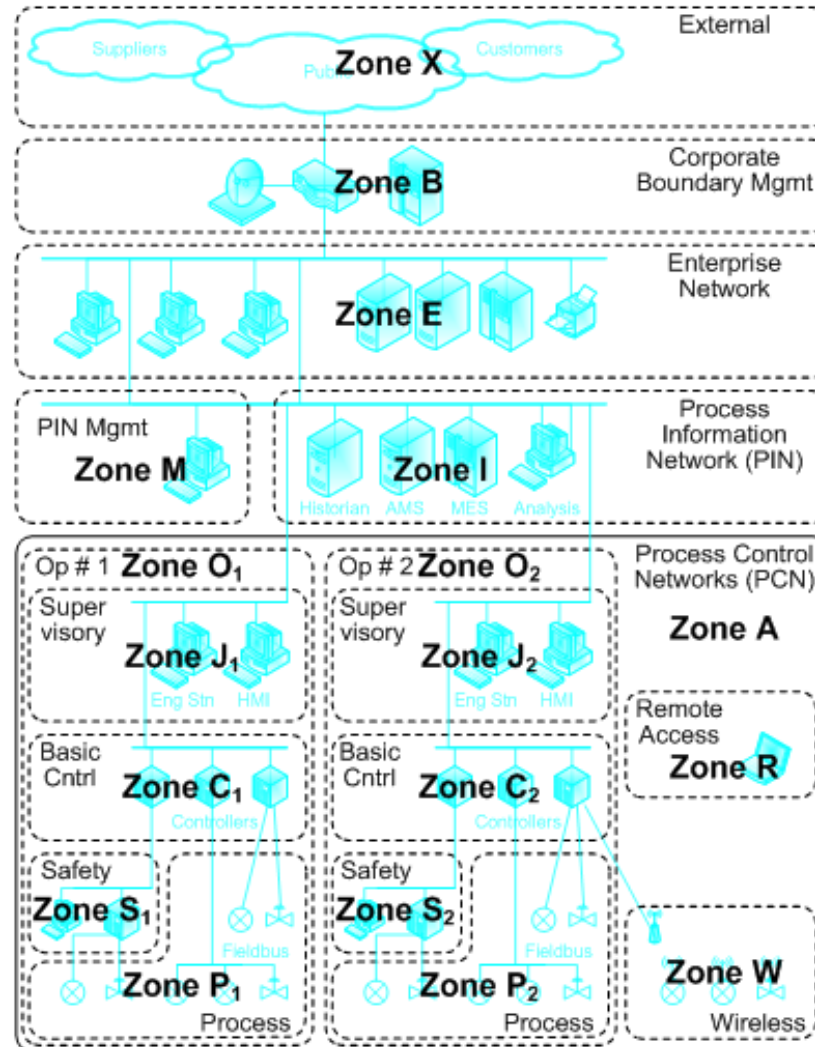 External
Suppliers
Customers
Zone X
Public
Corporate
Boundary Mgmt
Zone B
Enterprise
Network
Zone E
PIN Mgmt
Zone M
Zone I
Historian AMS MES Analysis
Process
Information
Network (PIN)
Process Control
Networks (PCN)
Zone A
Op # 1 Zone O₁
Super
visory
Zone J₁
Eng Stn HMI
Basic
Cntrl
Zone C₁
Controllers
Safety
Zone S₁
Fieldbus
Zone P₁
Process
Op # 2 Zone O₂
Super
visory
Zone J₂
Eng Stn HMI
Basic
Cntrl
Zone C₂
Controllers
Safety
Zone S₂
Fieldbus
Zone P₂
Process
Remote
Access
Zone R
Zone W
Wireless